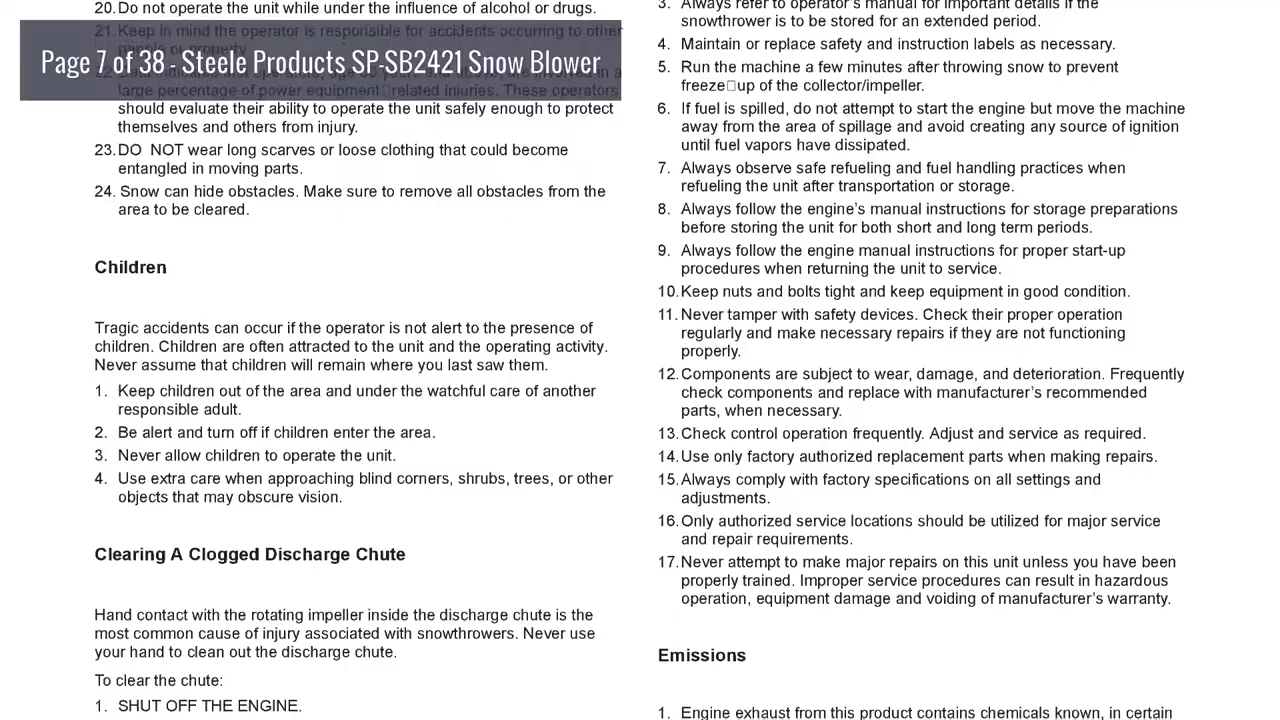 20. Do not operate the unit while under the influence of alcohol or drugs.
21. Keep in mind the operator is responsible for accidents occurring to other
people or property.
Page 7 of 38 - Steele Products SP-SB2421 Snow Blower
large percentage of power equipment□related injuries. These operators
should evaluate their ability to operate the unit safely enough to protect
themselves and others from injury.
23. DO NOT wear long scarves or loose clothing that could become
entangled in moving parts.
24. Snow can hide obstacles. Make sure to remove all obstacles from the
area to be cleared.
Children
Tragic accidents can occur if the operator is not alert to the presence of
children. Children are often attracted to the unit and the operating activity.
Never assume that children will remain where you last saw them.
1. Keep children out of the area and under the watchful care of another
responsible adult.
2. Be alert and turn off if children enter the area.
3. Never allow children to operate the unit.
4. Use extra care when approaching blind corners, shrubs, trees, or other
objects that may obscure vision.
Clearing A Clogged Discharge Chute
Hand contact with the rotating impeller inside the discharge chute is the
most common cause of injury associated with snowthrowers. Never use
your hand to clean out the discharge chute.
To clear the chute:
1. SHUT OFF THE ENGINE.
3. Always refer to operator's manual for important details if the
snowthrower is to be stored for an extended period.
4. Maintain or replace safety and instruction labels as necessary.
5. Run the machine a few minutes after throwing snow to prevent
freeze□up of the collector/impeller.
6. If fuel is spilled, do not attempt to start the engine but move the machine
away from the area of spillage and avoid creating any source of ignition
until fuel vapors have dissipated.
7. Always observe safe refueling and fuel handling practices when
refueling the unit after transportation or storage.
8. Always follow the engine's manual instructions for storage preparations
before storing the unit for both short and long term periods.
9. Always follow the engine manual instructions for proper start-up
procedures when returning the unit to service.
10. Keep nuts and bolts tight and keep equipment in good condition.
11. Never tamper with safety devices. Check their proper operation
regularly and make necessary repairs if they are not functioning
properly.
12. Components are subject to wear, damage, and deterioration. Frequently
check components and replace with manufacturer's recommended
parts, when necessary.
13. Check control operation frequently. Adjust and service as required.
14. Use only factory authorized replacement parts when making repairs.
15. Always comply with factory specifications on all settings and
adjustments.
16. Only authorized service locations should be utilized for major service
and repair requirements.
17. Never attempt to make major repairs on this unit unless you have been
properly trained. Improper service procedures can result in hazardous
operation, equipment damage and voiding of manufacturer's warranty.
Emissions
1. Engine exhaust from this product contains chemicals known, in certain